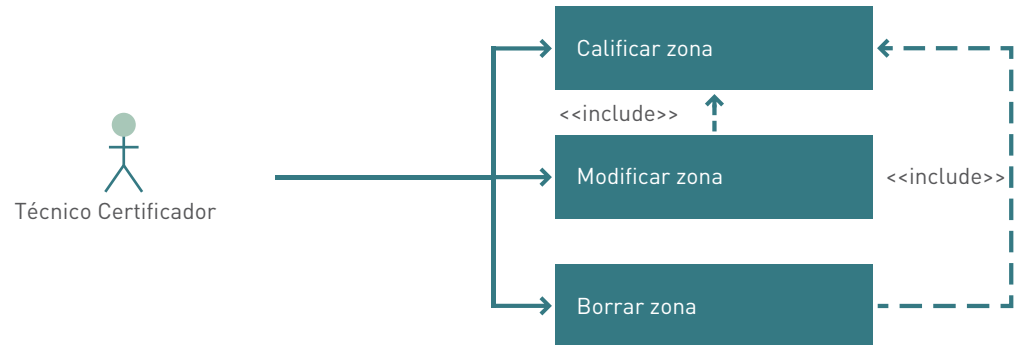 Calificar zona
<<include>>
Modificar zona
<<include>>
Técnico Certificador
Borrar zona